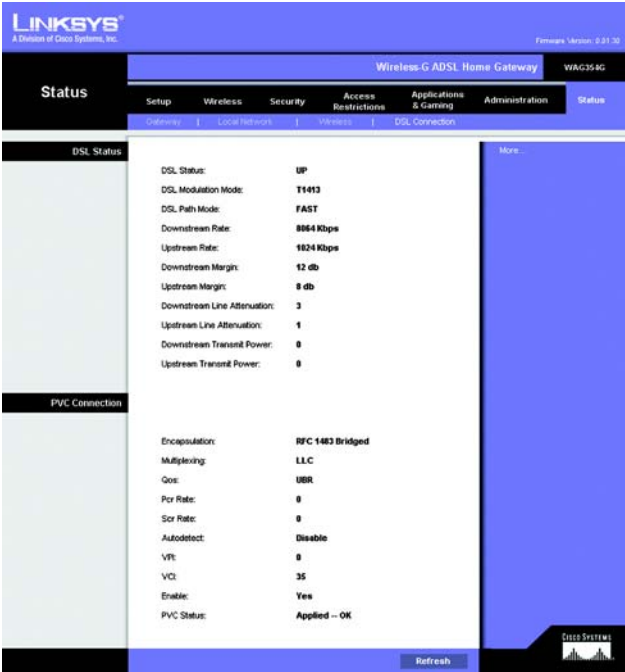 LINKSYS®
A Division of Cisco Systems, Inc.
Firmware Version: 0.01.30
Wireless-G ADSL Home Gateway WAG354G
Status
Setup Wireless Security Access Restrictions Applications & Gaming Administration Status
Gateway | Local Network | Wireless | DSL Connection
DSL Status
More...
DSL Status: UP
DSL Modulation Mode: T1413
DSL Path Mode: FAST
Downstream Rate: 8064 Kbps
Upstream Rate: 1024 Kbps
Downstream Margin: 12 db
Upstream Margin: 8 db
Downstream Line Attenuation: 3
Upstream Line Attenuation: 1
Downstream Transmit Power: 0
Upstream Transmit Power: 0
PVC Connection
Encapsulation: RFC 1483 Bridged
Multiplexing: LLC
Qos: UBR
Pcr Rate: 0
Scr Rate: 0
Autodetect: Disable
VPI: 0
VCI: 35
Enable: Yes
PVC Status: Applied -- OK
Refresh
CISCO SYSTEMS